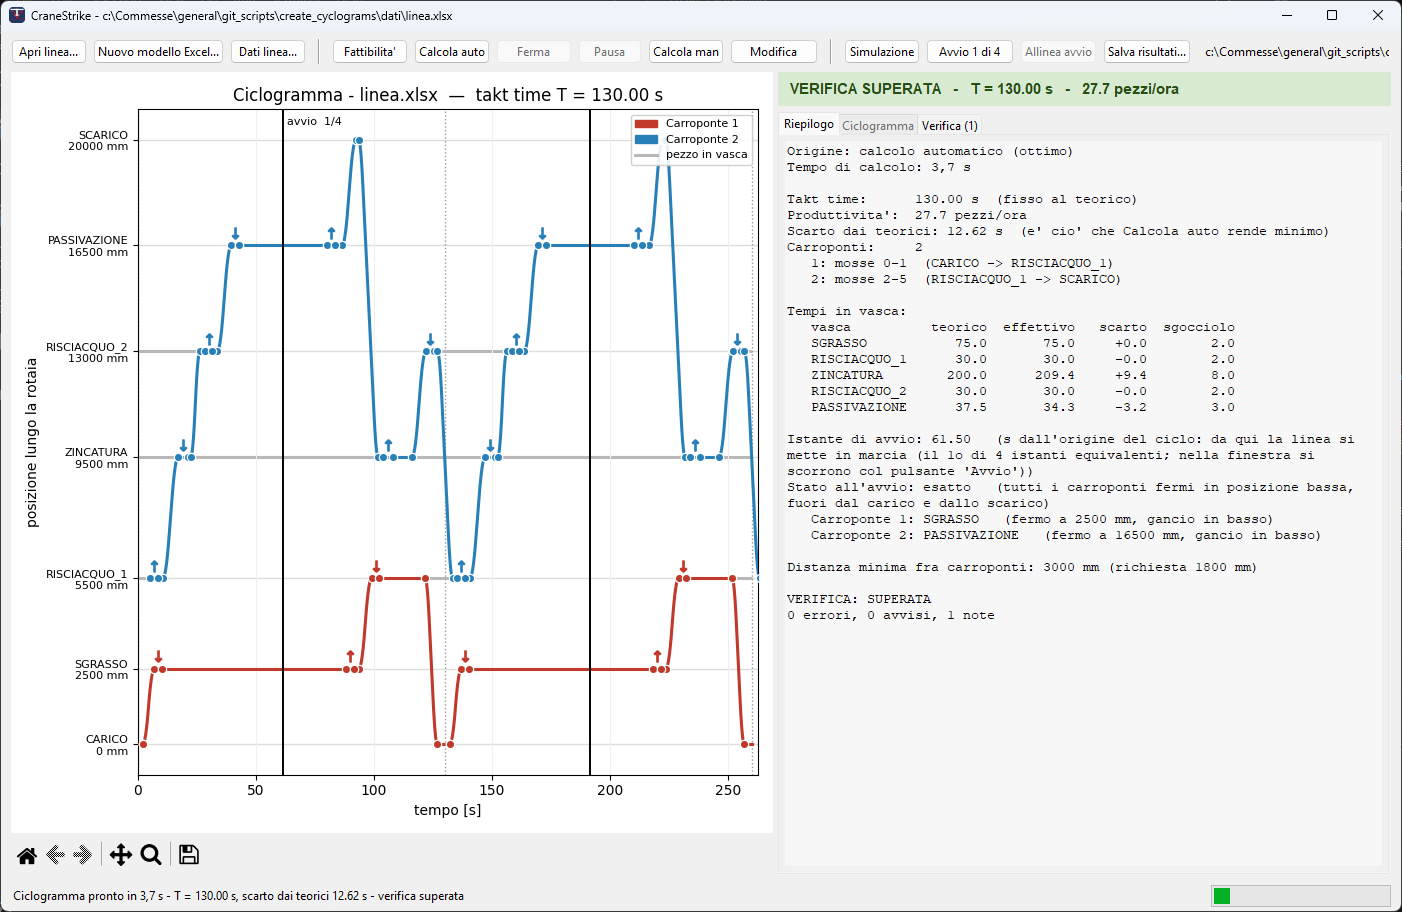 CraneStrike - c:\Commesse\general\git_scripts\create_cyclograms\dati\linea.xlsx
Apri linea... Nuovo modello Excel... Dati linea... Fattibilita' Calcola auto Ferma Pausa Calcola man Modifica Simulazione Avvio 1 di 4 Allinea avvio Salva risultati... c:\Commesse\general\git_scripts\c
Ciclogramma - linea.xlsx — takt time T = 130.00 s
avvio 1/4
Carroponte 1
Carroponte 2
pezzo in vasca
posizione lungo la rotaia
SCARICO
20000 mm
PASSIVAZIONE
16500 mm
RISCIACQUO_2
13000 mm
ZINCATURA
9500 mm
RISCIACQUO_1
5500 mm
SGRASSO
2500 mm
CARICO
0 mm
0 50 100 150 200 250
tempo [s]
VERIFICA SUPERATA - T = 130.00 s - 27.7 pezzi/ora
Riepilogo Ciclogramma Verifica (1)
Origine: calcolo automatico (ottimo)
Tempo di calcolo: 3,7 s
Takt time: 130.00 s (fisso al teorico)
Produttivita': 27.7 pezzi/ora
Scarto dai teorici: 12.62 s (e' cio' che Calcola auto rende minimo)
Carroponti: 2
1: mosse 0-1 (CARICO -> RISCIACQUO_1)
2: mosse 2-5 (RISCIACQUO_1 -> SCARICO)
Tempi in vasca:
vasca teorico effettivo scarto sgocciolo
SGRASSO 75.0 75.0 +0.0 2.0
RISCIACQUO_1 30.0 30.0 -0.0 2.0
ZINCATURA 200.0 209.4 +9.4 8.0
RISCIACQUO_2 30.0 30.0 -0.0 2.0
PASSIVAZIONE 37.5 34.3 -3.2 3.0
Istante di avvio: 61.50 (s dall'origine del ciclo: da qui la linea si
mette in marcia (il 1o di 4 istanti equivalenti; nella finestra si
scorrono col pulsante 'Avvio'))
Stato all'avvio: esatto (tutti i carroponti fermi in posizione bassa,
fuori dal carico e dallo scarico)
Carroponte 1: SGRASSO (fermo a 2500 mm, gancio in basso)
Carroponte 2: PASSIVAZIONE (fermo a 16500 mm, gancio in basso)
Distanza minima fra carroponti: 3000 mm (richiesta 1800 mm)
VERIFICA: SUPERATA
0 errori, 0 avvisi, 1 note
Ciclogramma pronto in 3,7 s - T = 130.00 s, scarto dai teorici 12.62 s - verifica superata